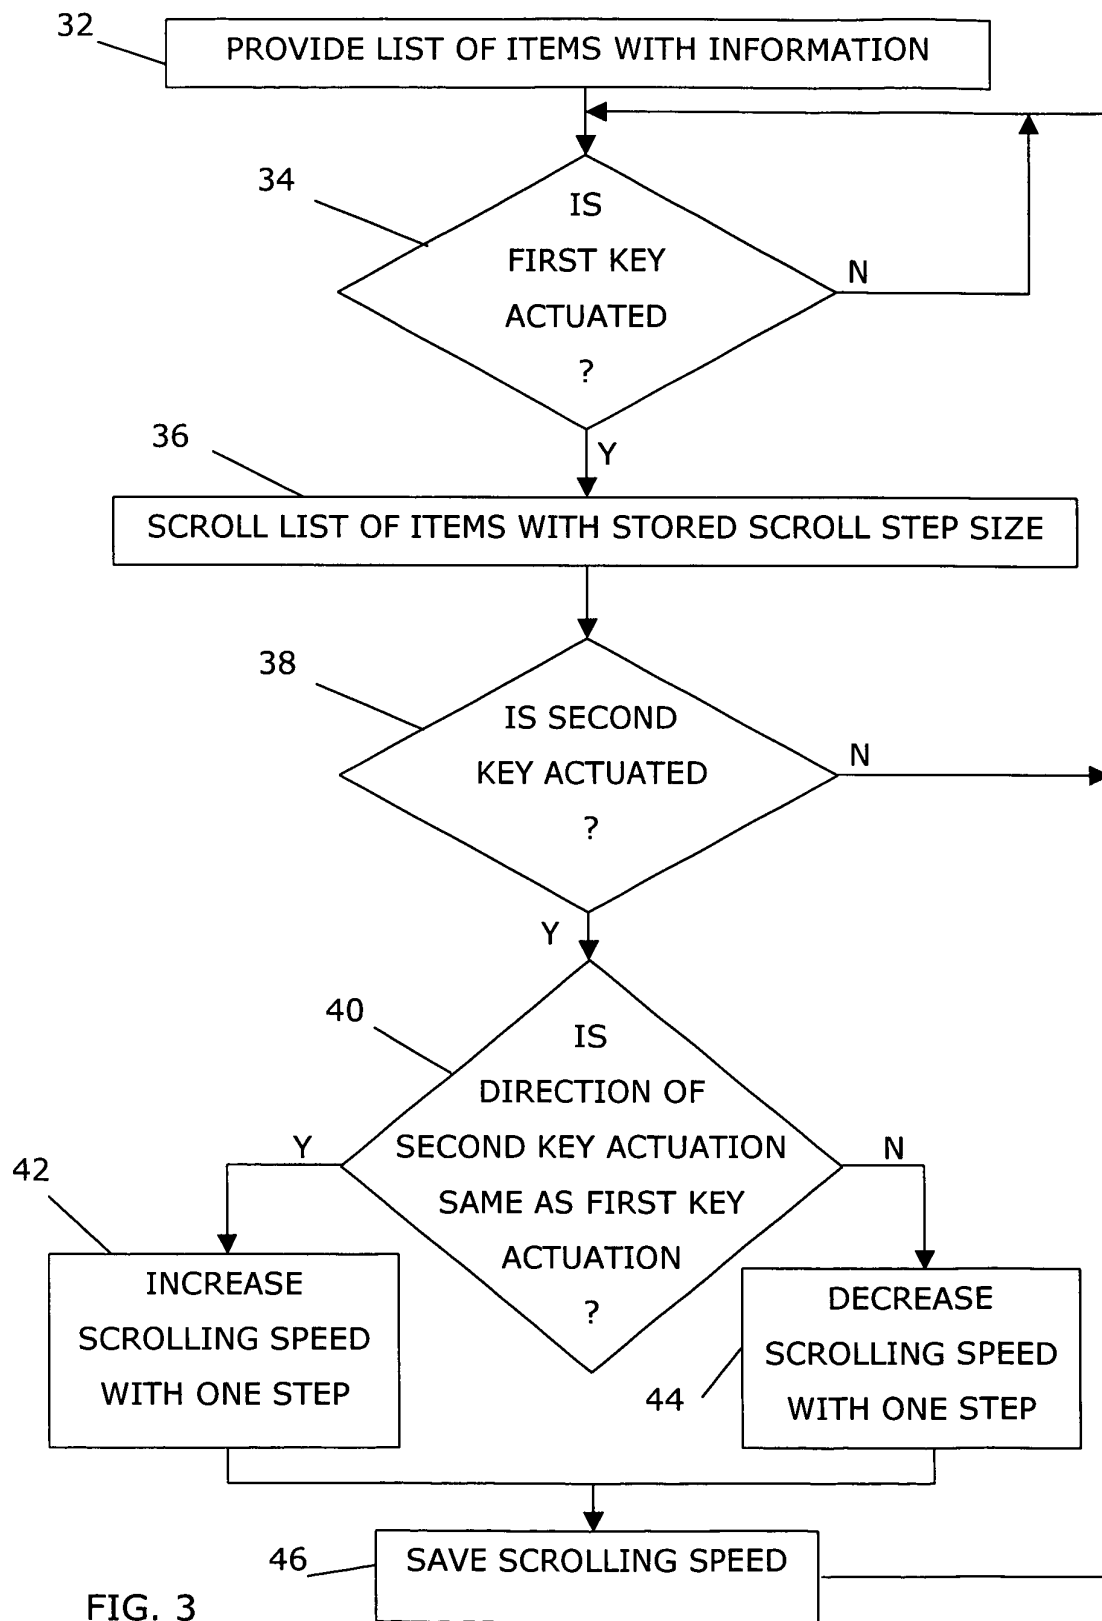 32
PROVIDE LIST OF ITEMS WITH INFORMATION
34
IS
FIRST KEY
ACTUATED
?
N
Y
36
SCROLL LIST OF ITEMS WITH STORED SCROLL STEP SIZE
38
IS SECOND
KEY ACTUATED
?
N
Y
40
IS
DIRECTION OF
SECOND KEY ACTUATION
SAME AS FIRST KEY
ACTUATION
?
Y
N
42
INCREASE
SCROLLING SPEED
WITH ONE STEP
44
DECREASE
SCROLLING SPEED
WITH ONE STEP
46
SAVE SCROLLING SPEED
FIG. 3